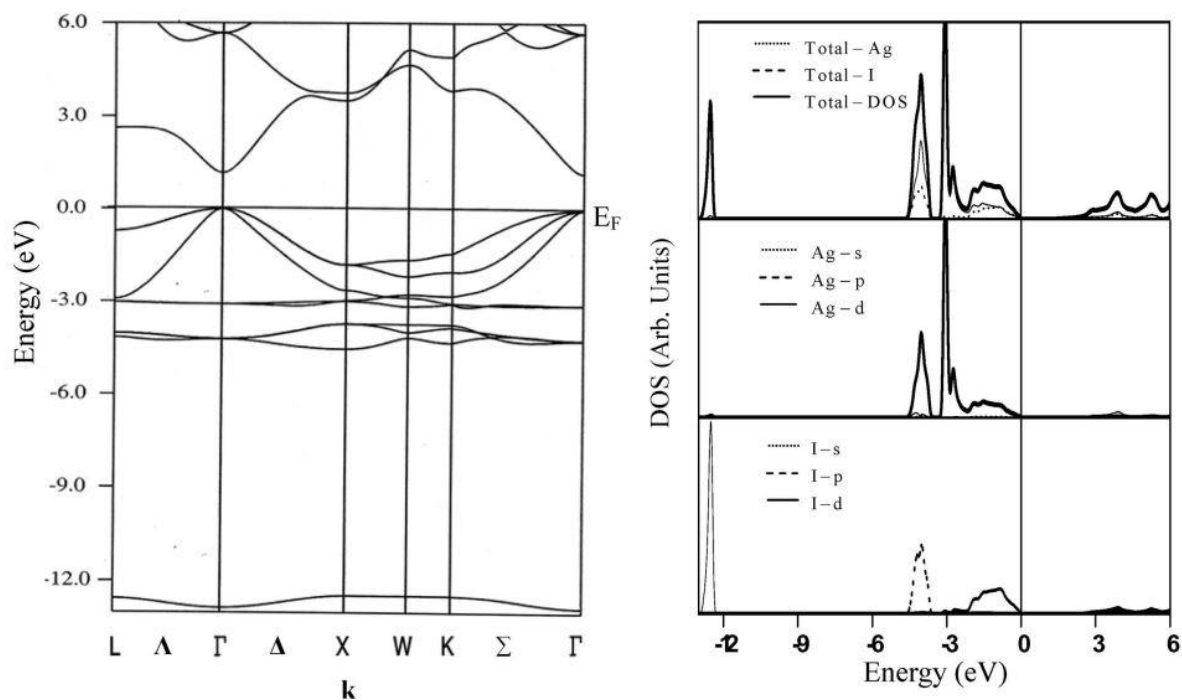 6.0
3.0
0.0
-3.0
-6.0
-9.0
-12.0
Energy (eV)
E_F
L Λ Γ Δ X W K Σ Γ
k
Total–Ag
Total–I
Total–DOS
Ag–s
Ag–p
Ag–d
I–s
I–p
I–d
DOS (Arb. Units)
-12 -9 -6 -3 0 3 6
Energy (eV)